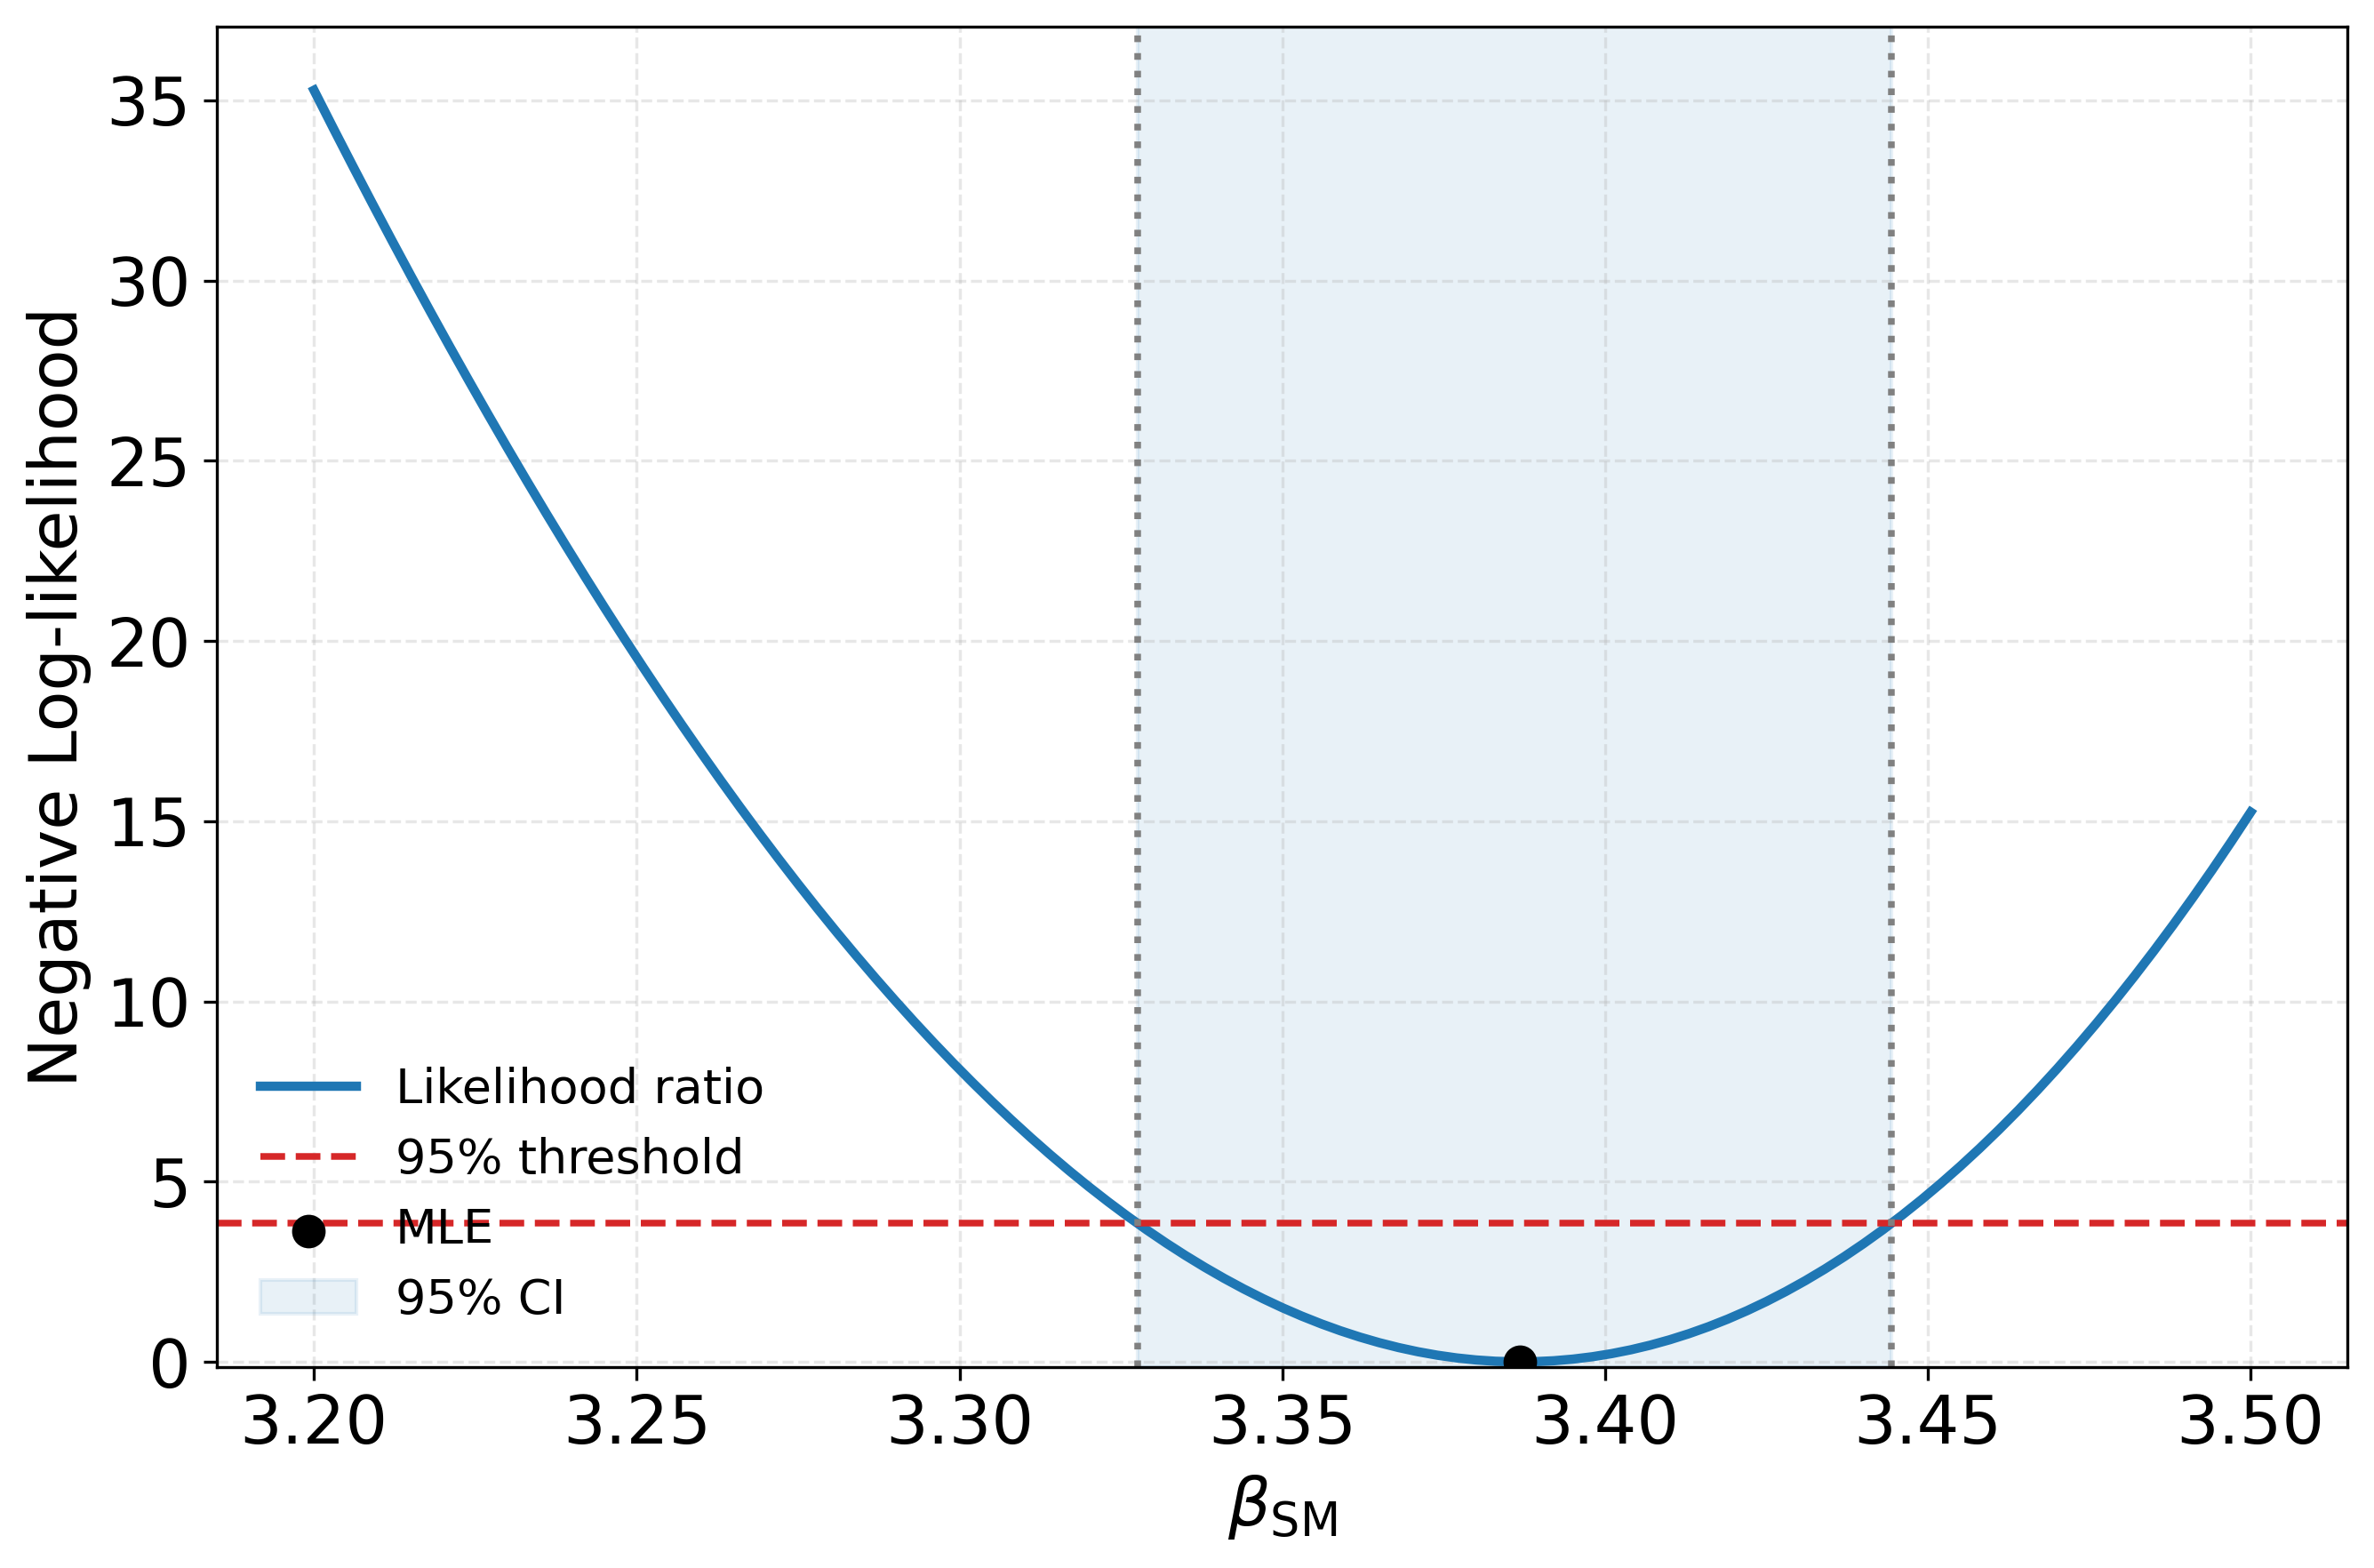 Negative Log-likelihood
35
30
25
20
15
10
5
0
Likelihood ratio
95% threshold
MLE
95% CI
3.20 3.25 3.30 3.35 3.40 3.45 3.50
β_SM